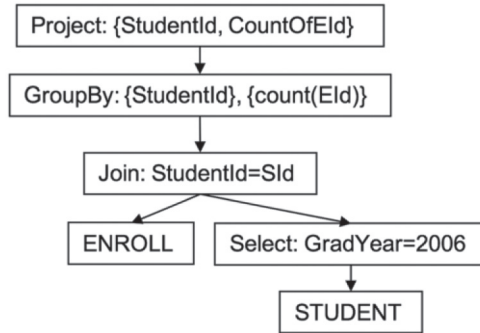 Project: {StudentId, CountOfEId}
GroupBy: {StudentId}, {count(EId)}
Join: StudentId=SId
ENROLL
Select: GradYear=2006
STUDENT